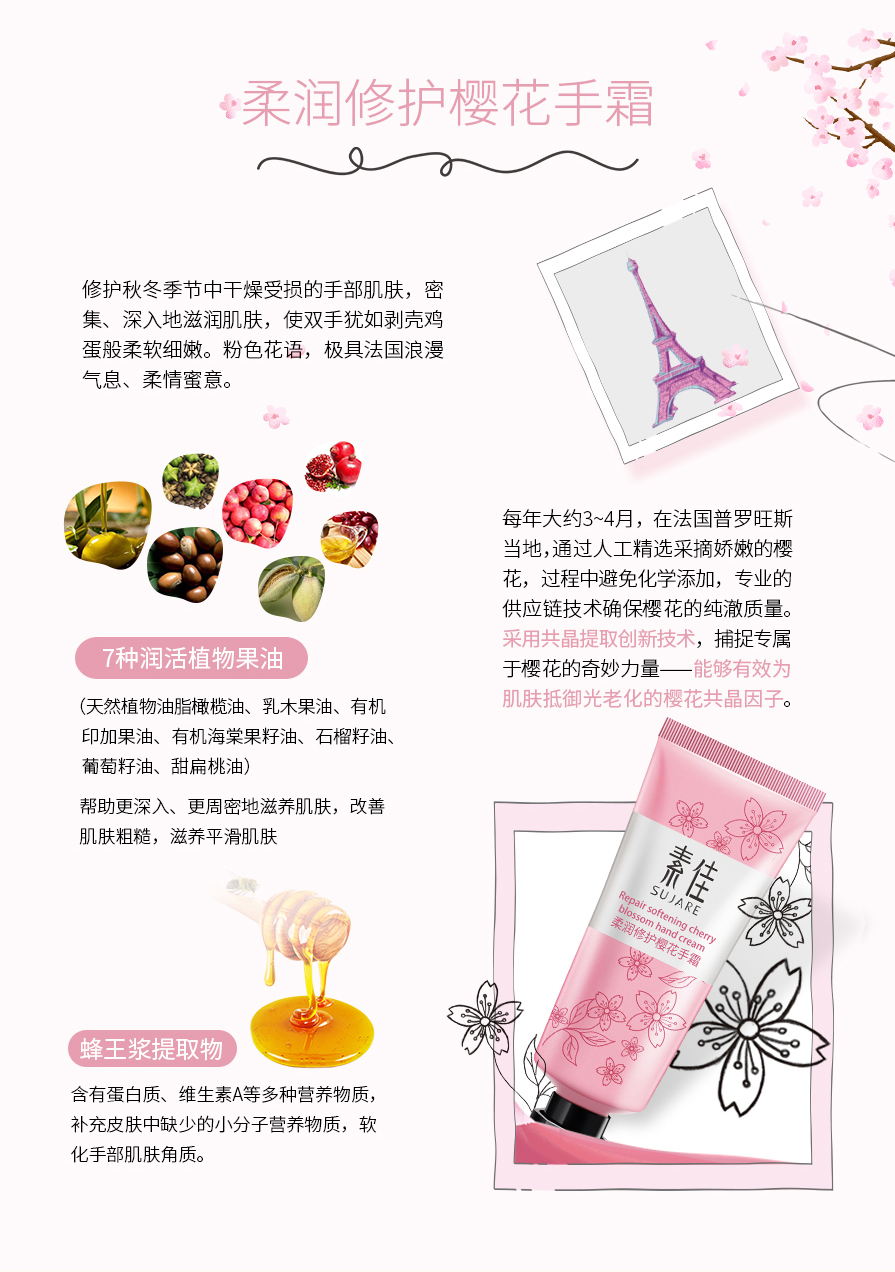 柔润修护樱花手霜
修护秋冬季节中干燥受损的手部肌肤，密
集、深入地滋润肌肤，使双手犹如剥壳鸡
蛋般柔软细嫩。粉色花语，极具法国浪漫
气息、柔情蜜意。
每年大约3~4月，在法国普罗旺斯
当地，通过人工精选采摘娇嫩的樱
花，过程中避免化学添加，专业的
供应链技术确保樱花的纯澈质量。
采用共晶提取创新技术，捕捉专属
于樱花的奇妙力量——能够有效为
肌肤抵御光老化的樱花共晶因子。
7种润活植物果油
（天然植物油脂橄榄油、乳木果油、有机
印加果油、有机海棠果籽油、石榴籽油、
葡萄籽油、甜扁桃油）
帮助更深入、更周密地滋养肌肤，改善
肌肤粗糙，滋养平滑肌肤
素佳
SUJARE
Repair softening cherry
blossom hand cream
柔润修护樱花手霜
蜂王浆提取物
含有蛋白质、维生素A等多种营养物质，
补充皮肤中缺少的小分子营养物质，软
化手部肌肤角质。